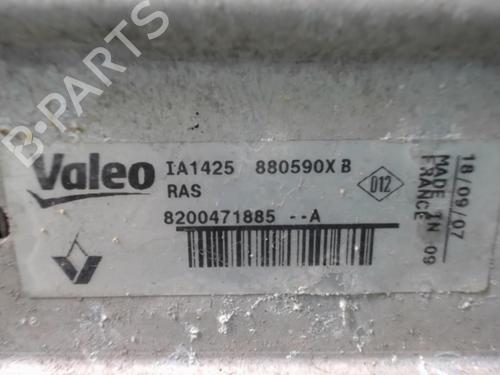 B-PARTS
Valeo
IA1425 880590X B
RAS
D12
8200471885 --A
18/09/07
MADE IN 09
FRANCE